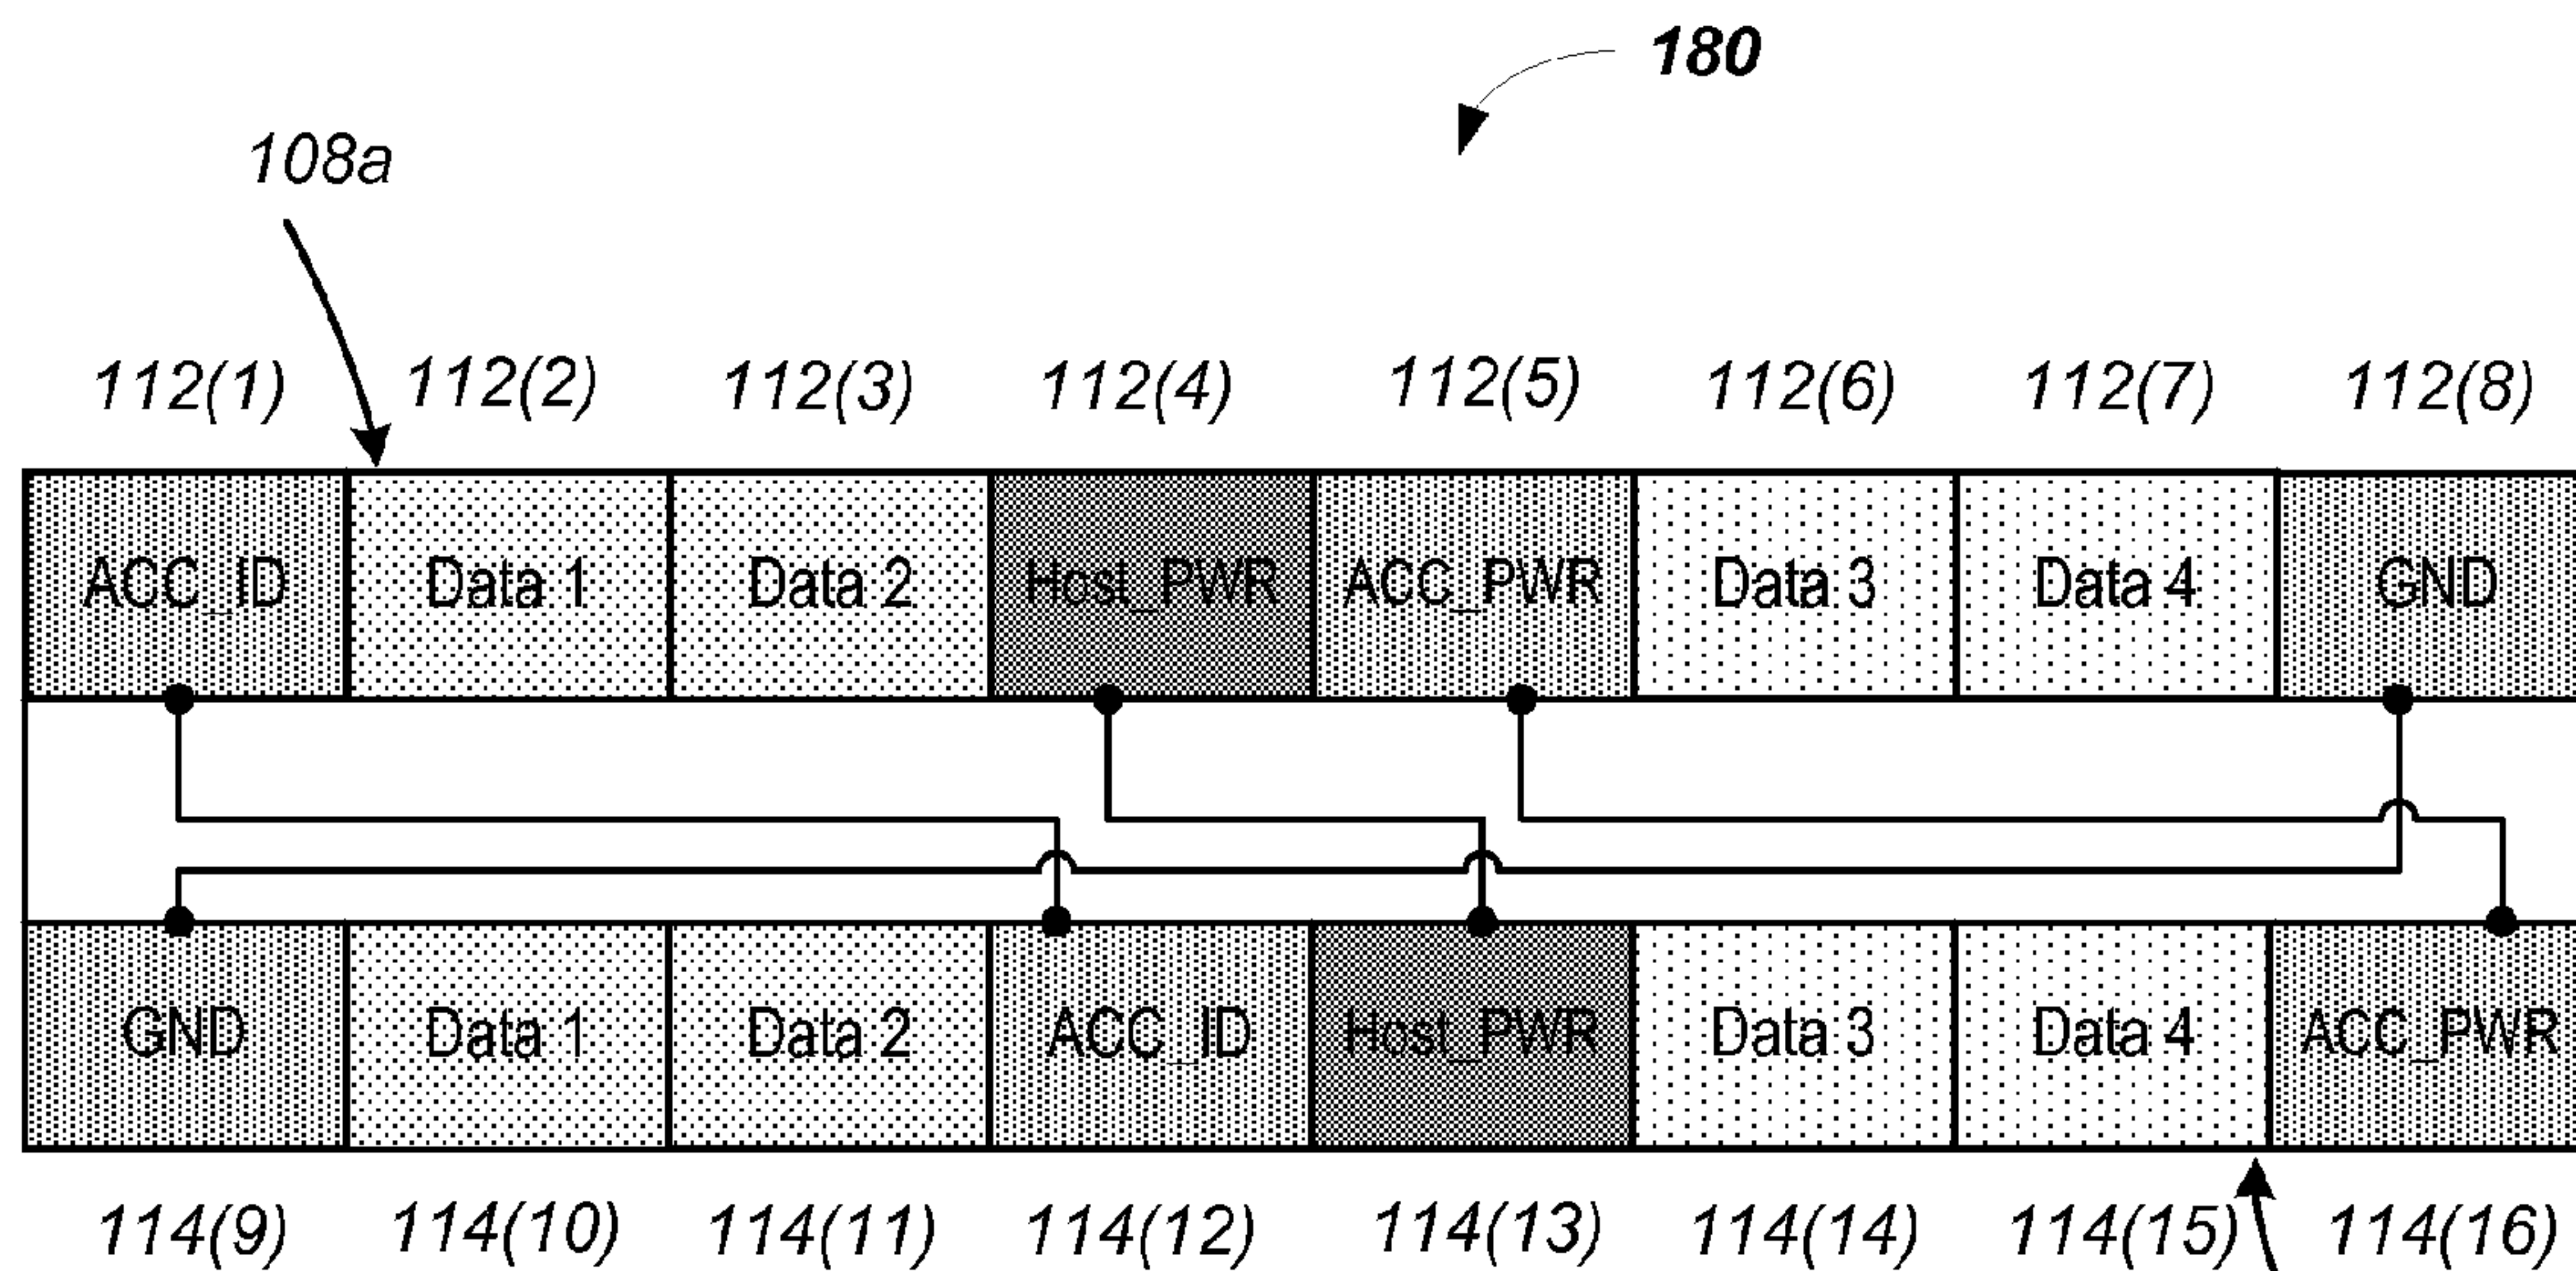 180
108a
112(1) 112(2) 112(3) 112(4) 112(5) 112(6) 112(7) 112(8)
ACC_ID Data 1 Data 2 Host_PWR ACC_PWR Data 3 Data 4 GND
GND Data 1 Data 2 ACC_ID Host_PWR Data 3 Data 4 ACC_PWR
114(9) 114(10) 114(11) 114(12) 114(13) 114(14) 114(15) 114(16)